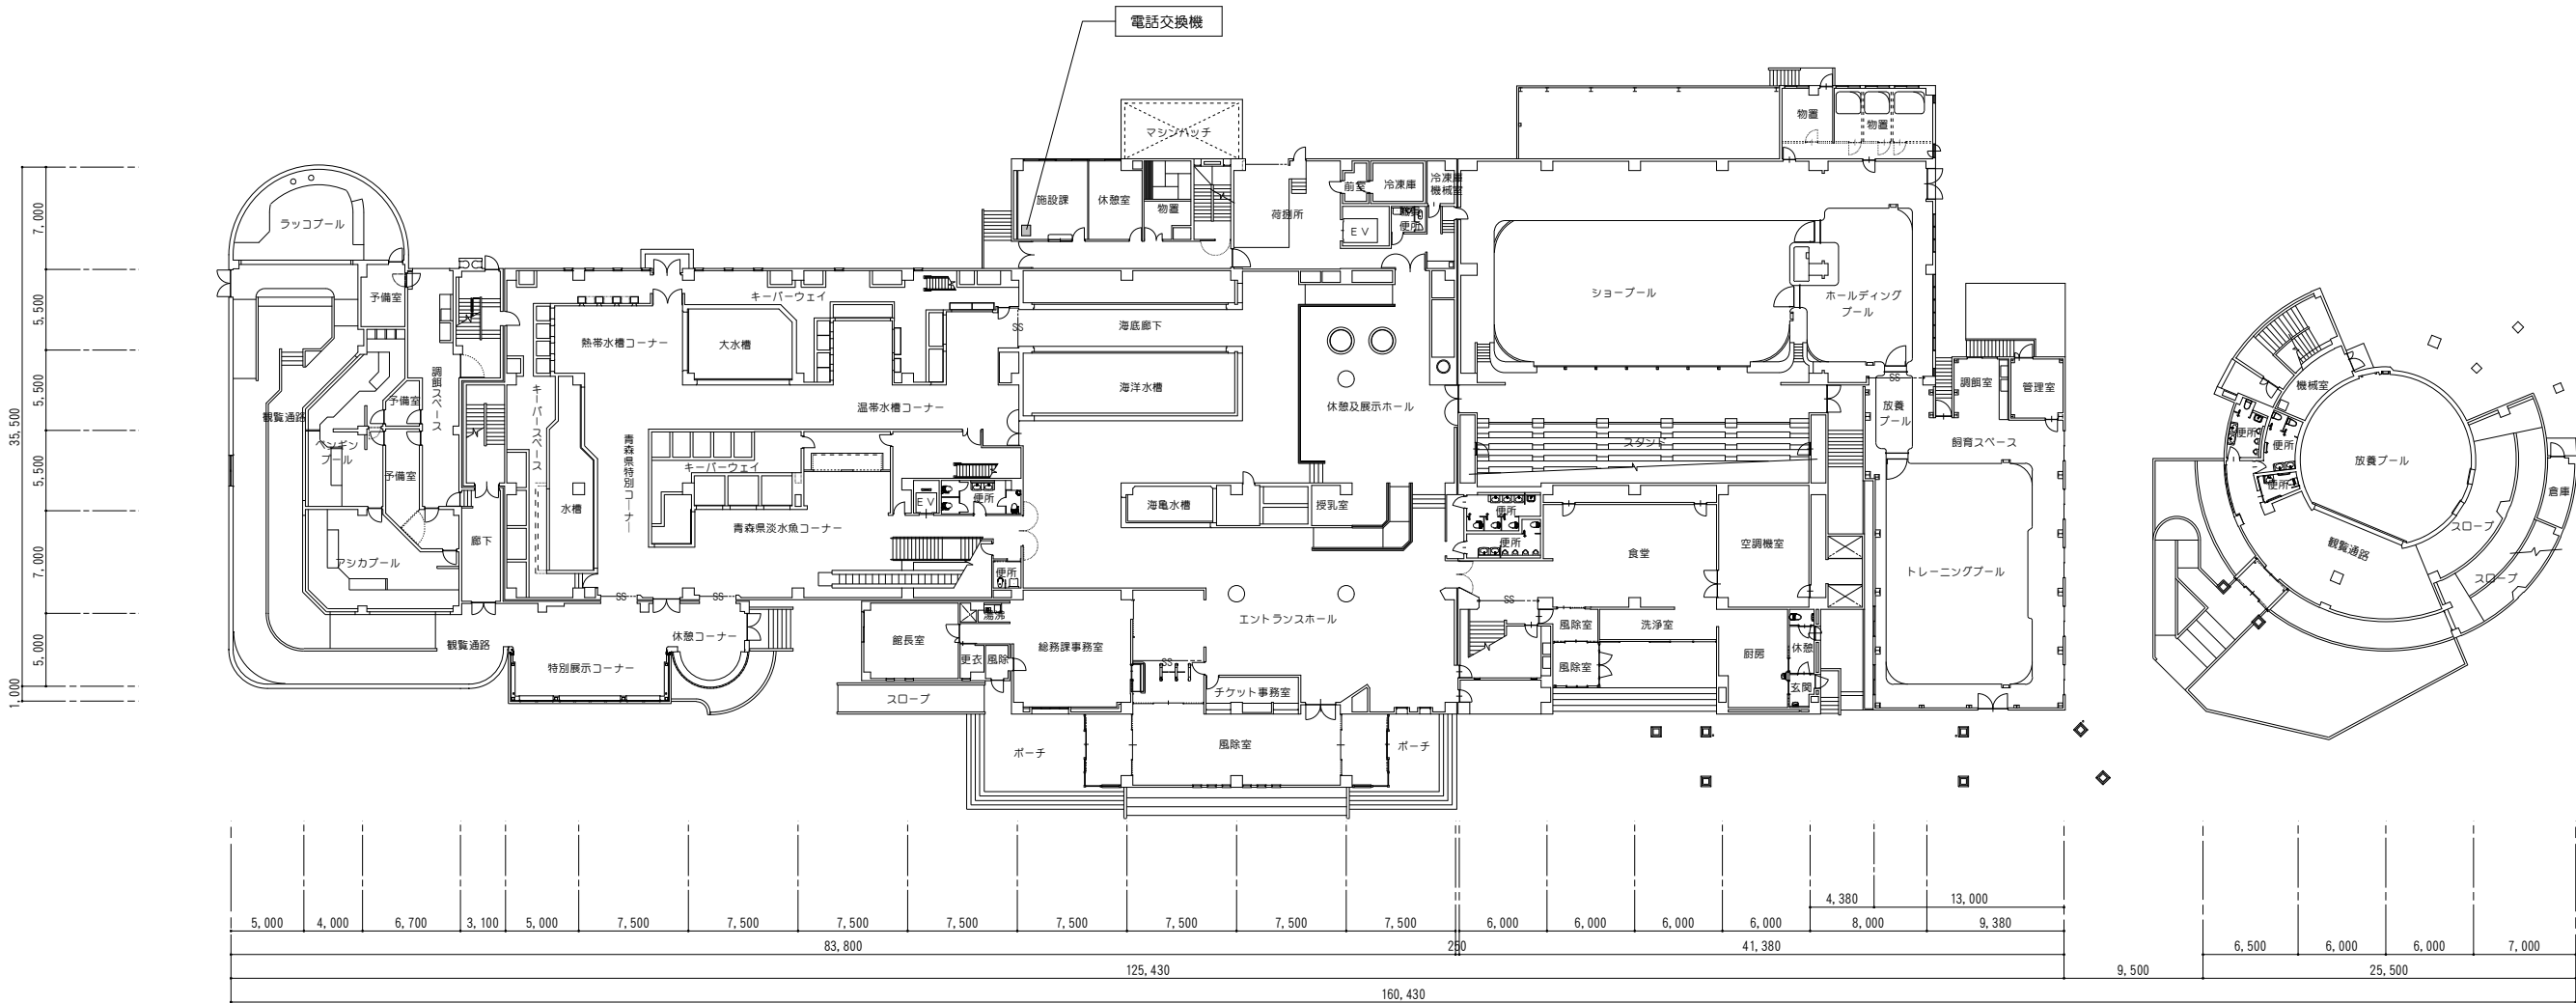 電話交換機
マシンハッチ
物置
物置
施設課
休憩室
物置
荷捌所
前室
冷凍庫
冷凍庫
機械室
ＥＶ
便所
ラッコプール
予備室
キーパーウェイ
ショープール
ホールディング
プール
熱帯水槽コーナー
大水槽
SS
海底廊下
調餌スペース
キーパースペース
予備室
観覧通路
ペンギン
プール
予備室
温帯水槽コーナー
海洋水槽
休憩及展示ホール
SS
放養
プール
調餌室
管理室
飼育スペース
スタンド
青森県特別コーナー
キーパーウェイ
水槽
EV
便所
青森県淡水魚コーナー
海亀水槽
授乳室
便所
便所
食堂
空調機室
廊下
アシカプール
便所
トレーニングプール
機械室
便所
便所
便所
放養プール
倉庫
スロープ
スロープ
観覧通路
SS
SS
SS
休憩コーナー
観覧通路
特別展示コーナー
館長室
湯沸
更衣
風除
総務課事務室
エントランスホール
SS
チケット事務室
風除室
洗浄室
風除室
厨房
休憩
玄関
スロープ
ポーチ
風除室
ポーチ
7,000
5,500
5,500
5,500
7,000
5,000
1,000
35,500
4,380
13,000
5,000
4,000
6,700
3,100
5,000
7,500
7,500
7,500
7,500
7,500
7,500
7,500
7,500
6,000
6,000
6,000
6,000
8,000
9,380
83,800
250
41,380
6,500
6,000
6,000
7,000
125,430
9,500
25,500
160,430